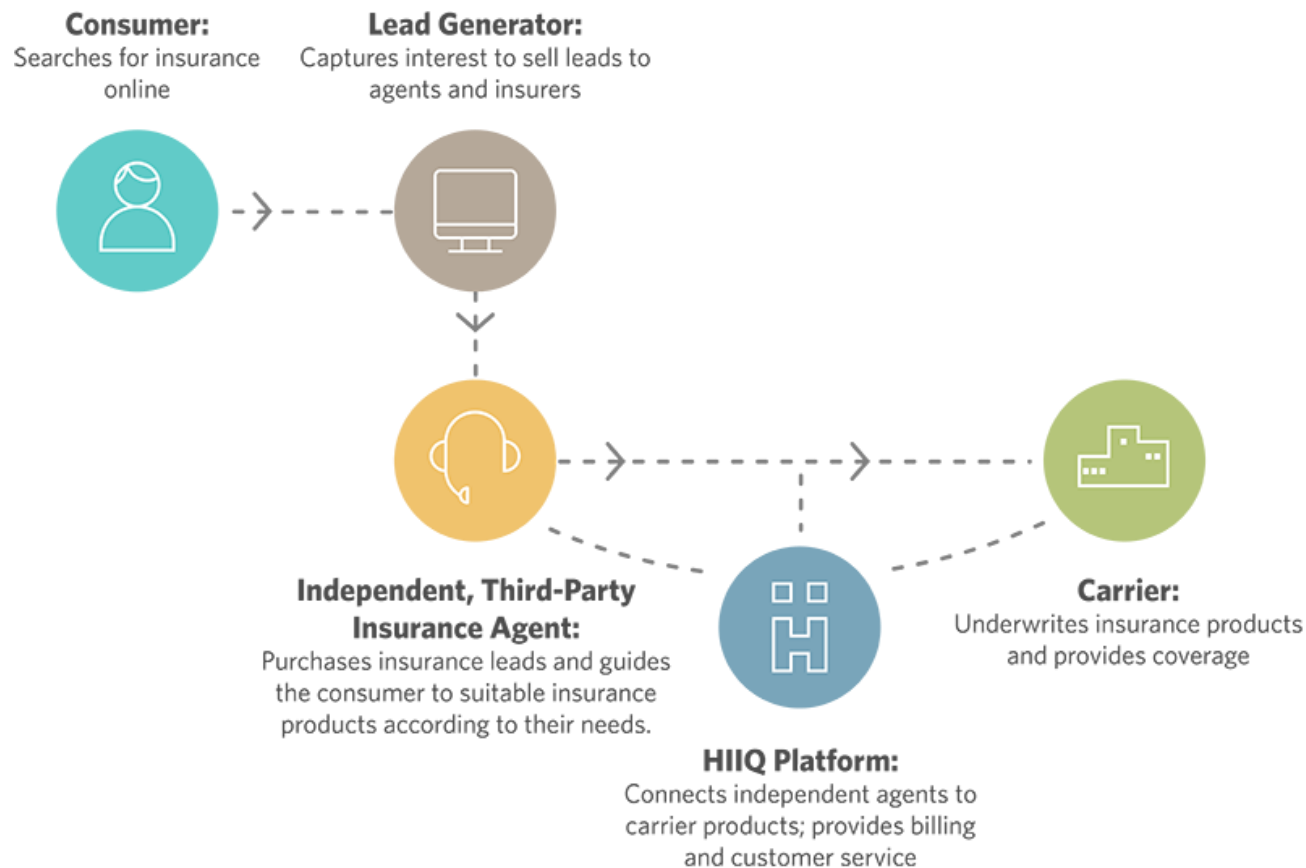 Consumer:
Searches for insurance
online
Lead Generator:
Captures interest to sell leads to
agents and insurers
Independent, Third-Party
Insurance Agent:
Purchases insurance leads and guides
the consumer to suitable insurance
products according to their needs.
HIIQ Platform:
Connects independent agents to
carrier products; provides billing
and customer service
Carrier:
Underwrites insurance products
and provides coverage